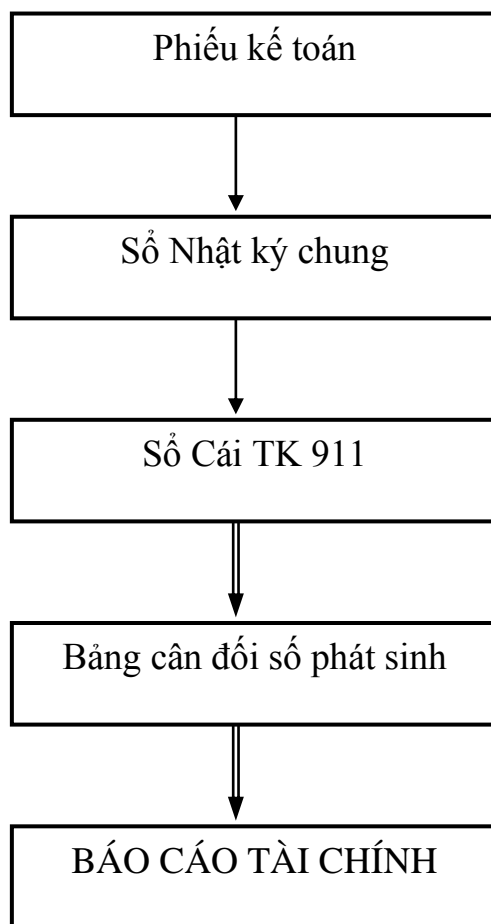 Phiếu kế toán
Sổ Nhật ký chung
Sổ Cái TK 911
Bảng cân đối số phát sinh
BÁO CÁO TÀI CHÍNH